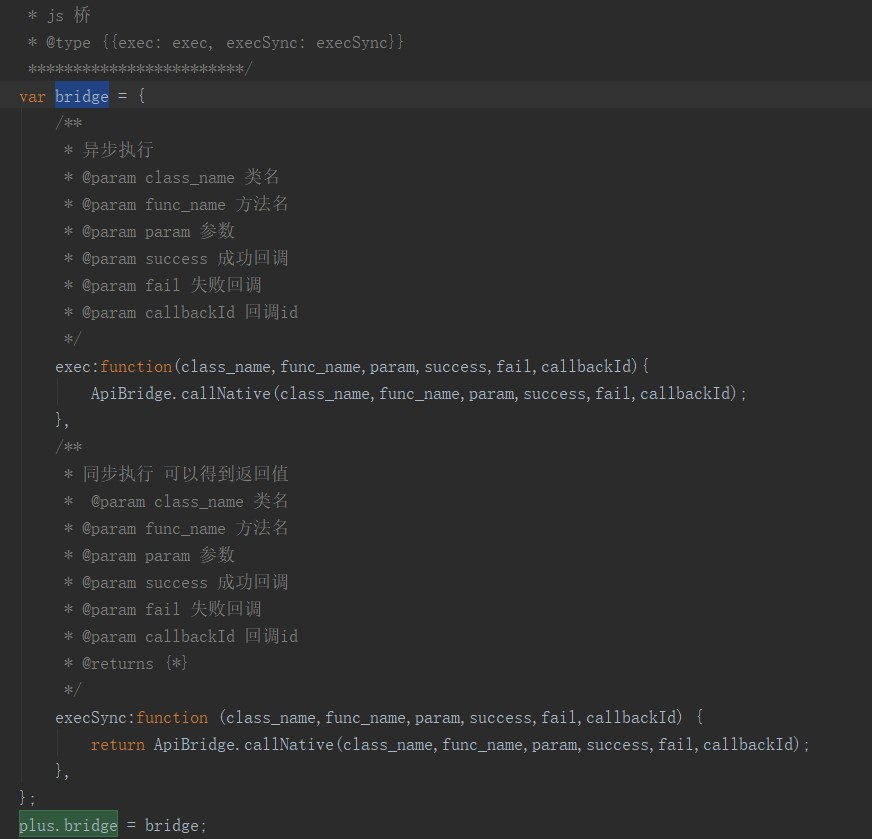 * js 桥
* @type {{exec: exec, execSync: execSync}}
************************/
var bridge = {
/**
* 异步执行
* @param class_name 类名
* @param func_name 方法名
* @param param 参数
* @param success 成功回调
* @param fail 失败回调
* @param callbackId 回调id
*/
exec:function(class_name,func_name,param,success,fail,callbackId){
ApiBridge.callNative(class_name,func_name,param,success,fail,callbackId);
},
/**
* 同步执行 可以得到返回值
*  @param class_name 类名
* @param func_name 方法名
* @param param 参数
* @param success 成功回调
* @param fail 失败回调
* @param callbackId 回调id
* @returns {*}
*/
execSync:function (class_name,func_name,param,success,fail,callbackId) {
return ApiBridge.callNative(class_name,func_name,param,success,fail,callbackId);
},
};
plus.bridge = bridge;